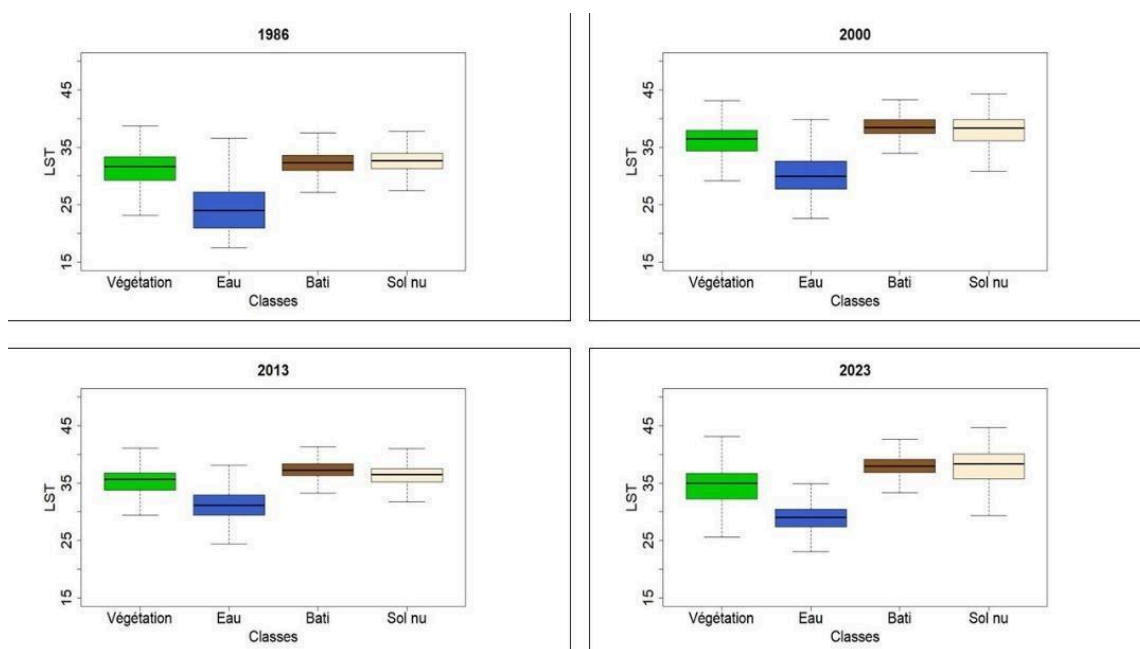 1986
45
35
25
15
LST
Végétation Eau Bati Sol nu
Classes
2000
45
35
25
15
LST
Végétation Eau Bati Sol nu
Classes
2013
45
35
25
15
LST
Végétation Eau Bati Sol nu
Classes
2023
45
35
25
15
LST
Végétation Eau Bati Sol nu
Classes